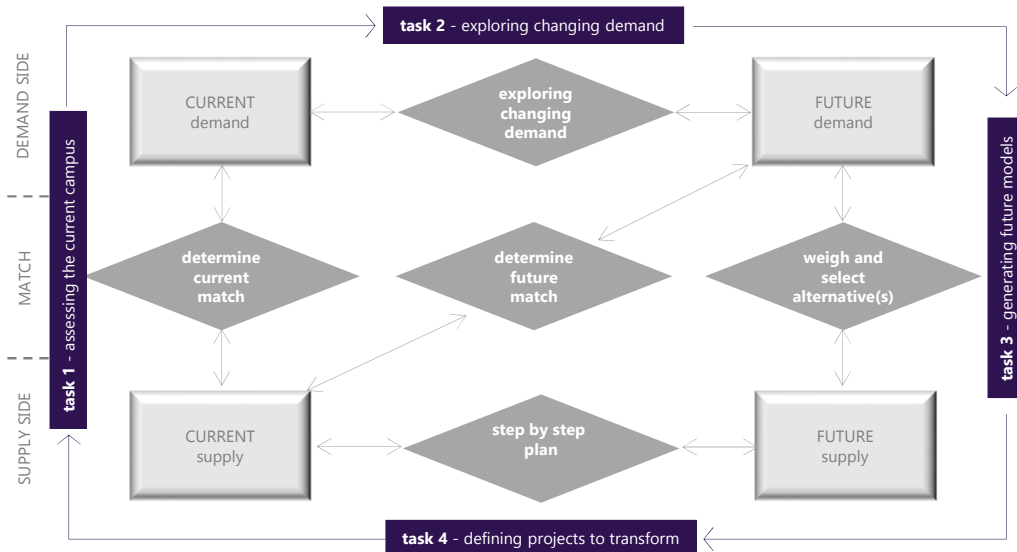 task 2 - exploring changing demand
DEMAND SIDE
CURRENT
demand
exploring
changing
demand
FUTURE
demand
task 1 - assessing the current campus
MATCH
determine
current
match
determine
future
match
weigh and
select
alternative(s)
task 3 - generating future models
SUPPLY SIDE
CURRENT
supply
step by step
plan
FUTURE
supply
task 4 - defining projects to transform